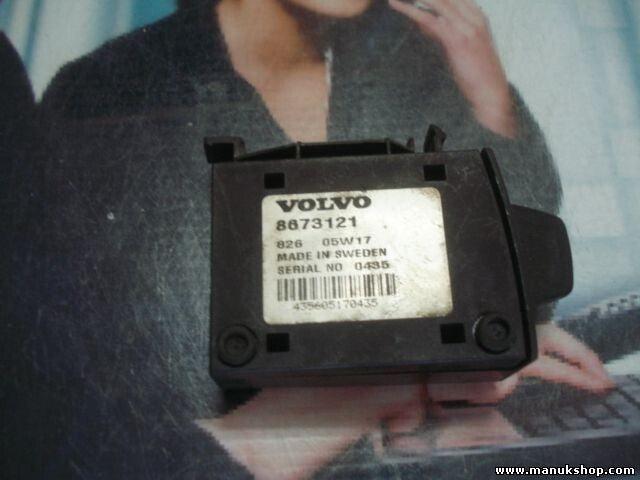 VOLVO
8673121
826 05W17
MADE IN SWEDEN
SERIAL NO 0435
435605170435
www.manukshop.com